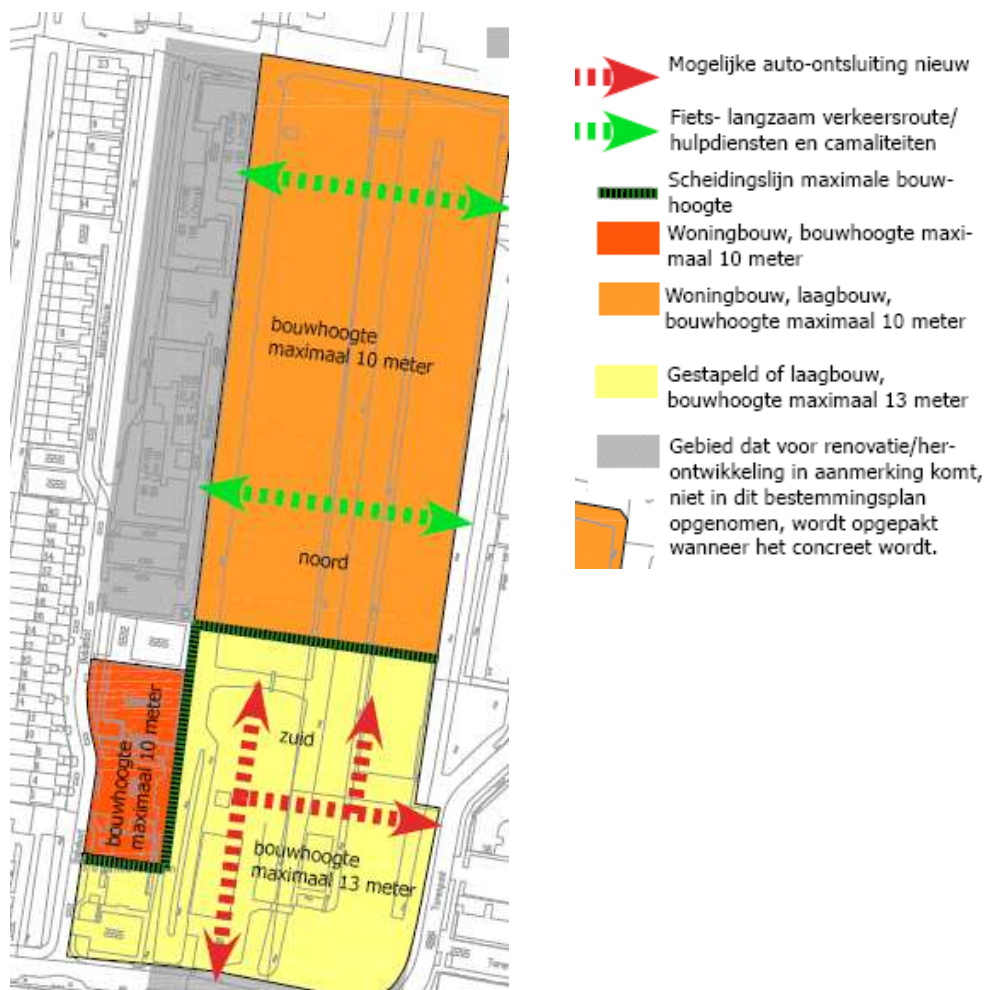 bouwhoogte
maximaal 10 meter
noord
bouwhoogte
maximaal 10 meter
zuid
bouwhoogte
maximaal 13 meter
Mogelijke auto-ontsluiting nieuw
Fiets- langzaam verkeersroute/
hulpdiensten en camaliteiten
Scheidingslijn maximale bouw-
hoogte
Woningbouw, bouwhoogte maxi-
maal 10 meter
Woningbouw, laagbouw,
bouwhoogte maximaal 10 meter
Gestapeld of laagbouw,
bouwhoogte maximaal 13 meter
Gebied dat voor renovatie/her-
ontwikkeling in aanmerking komt,
niet in dit bestemmingsplan
opgenomen, wordt opgepakt
wanneer het concreet wordt.